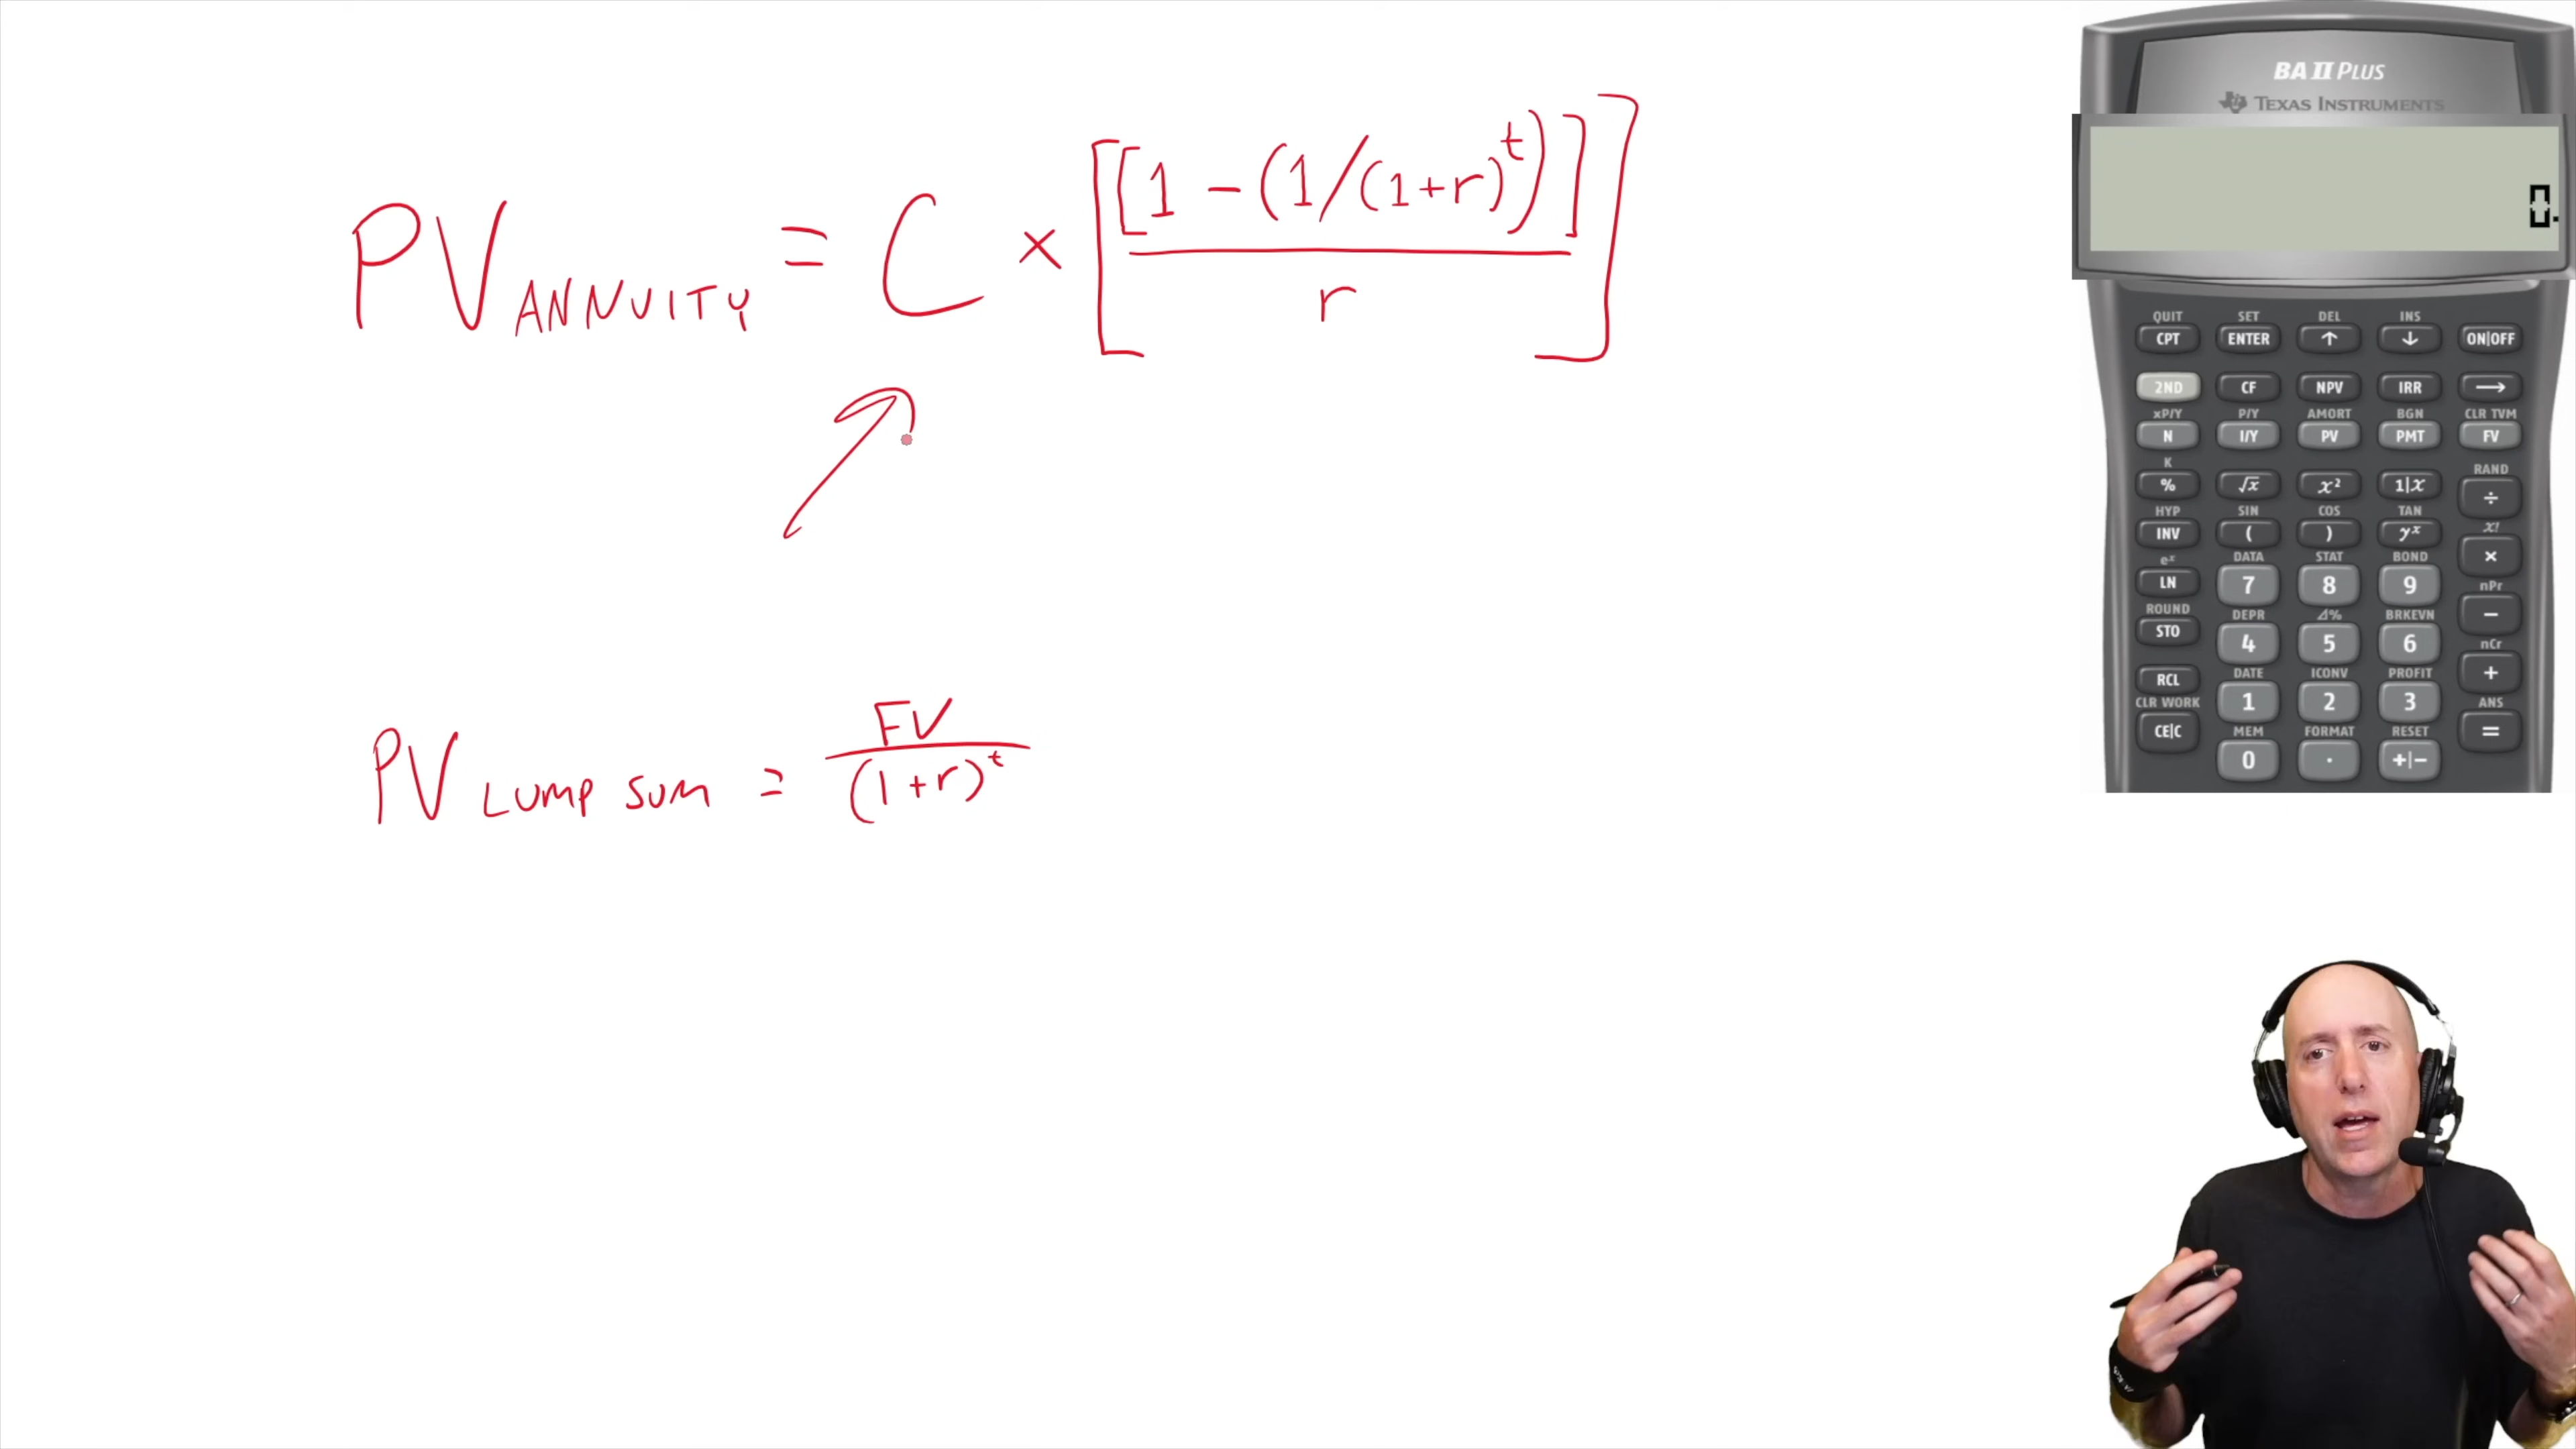 PV ANNUITY = C × [[1 - (1/(1+r)^t)] / r]
PV LUMP SUM = FV / (1+r)^t
BA II PLUS
TEXAS INSTRUMENTS
0.
QUIT SET DEL INS
CPT ENTER ↑ ↓ ON|OFF
2ND CF NPV IRR →
xP/Y P/Y AMORT BGN CLR TVM
N I/Y PV PMT FV
K RAND
% √x x² 1|x ÷
HYP SIN COS TAN x!
INV ( ) yˣ ×
eˣ DATA STAT BOND nPr
LN 7 8 9 −
ROUND DEPR Δ% BRKEVN nCr
STO 4 5 6 +
DATE ICONV PROFIT
RCL 1 2 3
CLR WORK MEM FORMAT RESET ANS
CE|C 0 . +|− =